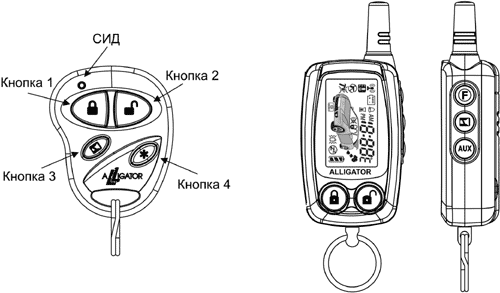 СИД
Кнопка 1
Кнопка 2
Кнопка 3
Кнопка 4
ALLIGATOR
ALLIGATOR
F
AUX